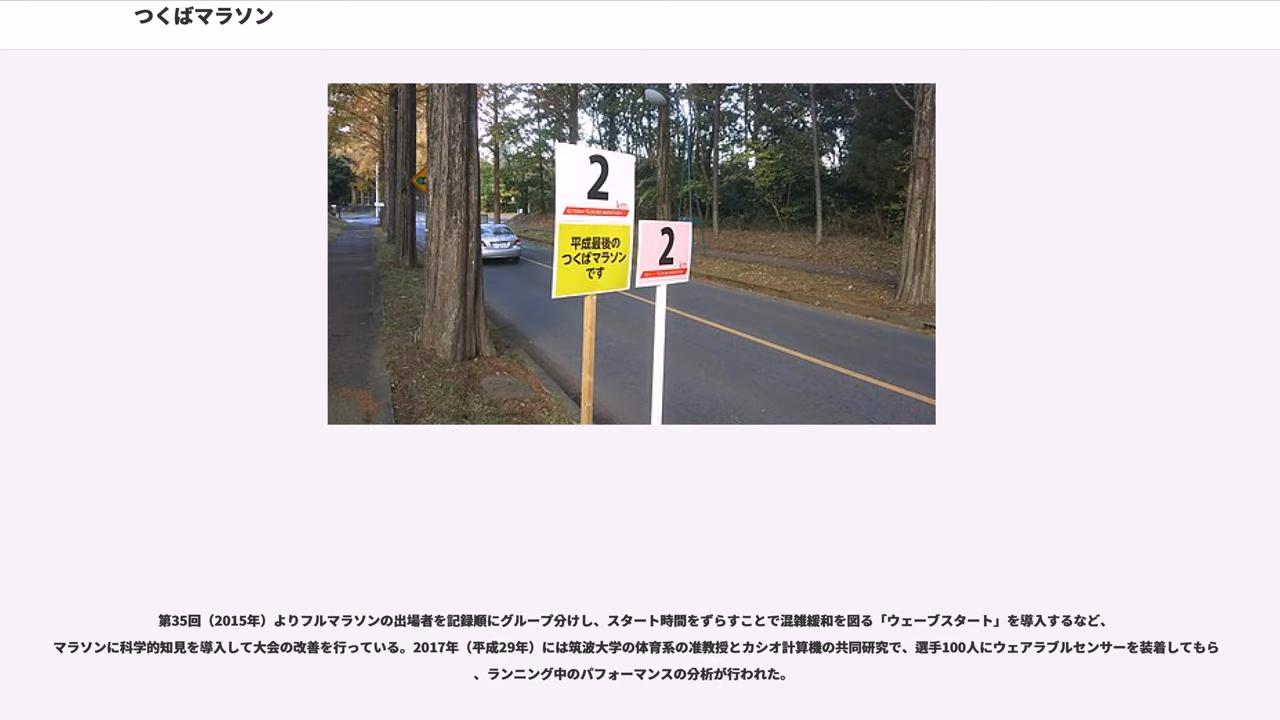 つくばマラソン
2
km
平成最後の
つくばマラソン
です
2
km
第35回（2015年）よりフルマラソンの出場者を記録順にグループ分けし、スタート時間をずらすことで混雑緩和を図る「ウェーブスタート」を導入するなど、
マラソンに科学的知見を導入して大会の改善を行っている。2017年（平成29年）には筑波大学の体育系の准教授とカシオ計算機の共同研究で、選手100人にウェアラブルセンサーを装着してもら
、ランニング中のパフォーマンスの分析が行われた。